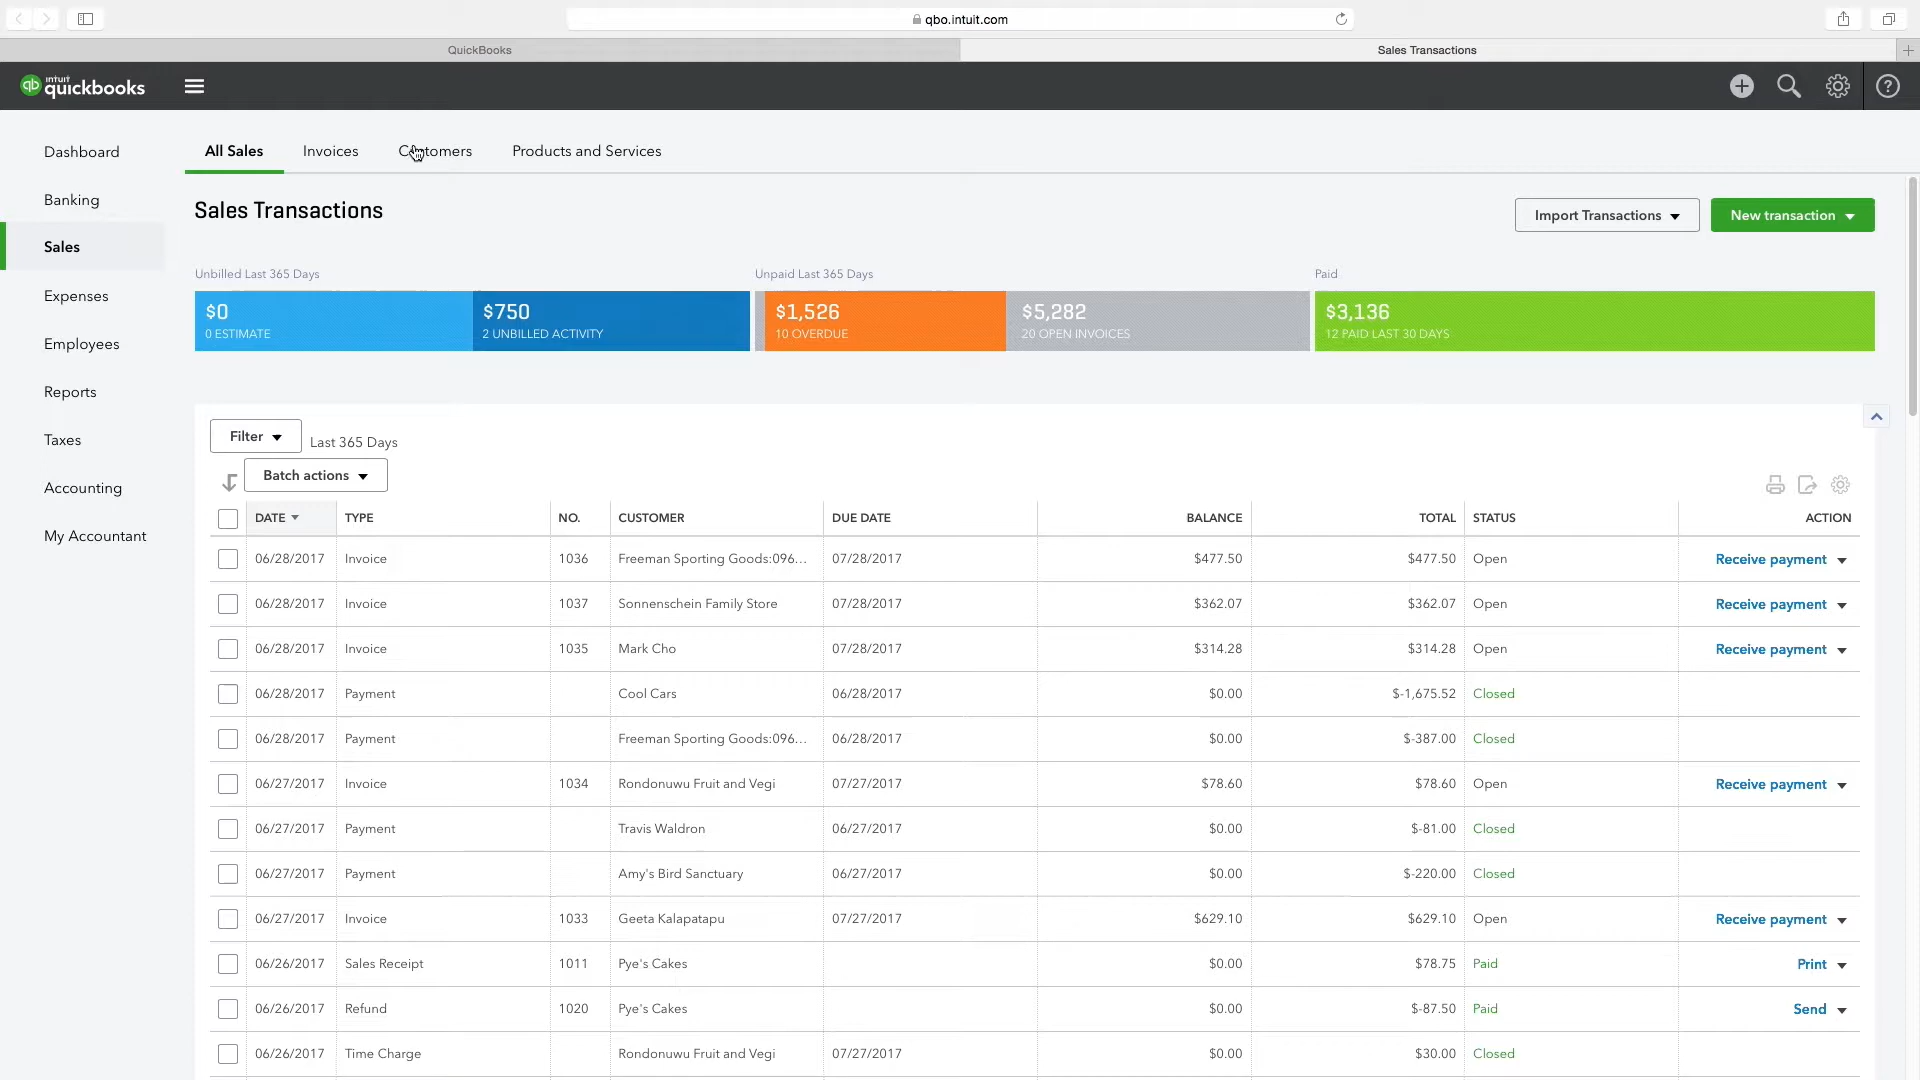 qbo.intuit.com
QuickBooks
Sales Transactions
intuit
quickbooks
Dashboard
Banking
Sales
Expenses
Employees
Reports
Taxes
Accounting
My Accountant
All Sales Invoices Customers Products and Services
Sales Transactions
Import Transactions
New transaction
Unbilled Last 365 Days
Unpaid Last 365 Days
Paid
$0
0 ESTIMATE
$750
2 UNBILLED ACTIVITY
$1,526
10 OVERDUE
$5,282
20 OPEN INVOICES
$3,136
12 PAID LAST 30 DAYS
Filter
Last 365 Days
Batch actions
DATE TYPE NO. CUSTOMER DUE DATE BALANCE TOTAL STATUS ACTION
06/28/2017 Invoice 1036 Freeman Sporting Goods:096... 07/28/2017 $477.50 $477.50 Open Receive payment
06/28/2017 Invoice 1037 Sonnenschein Family Store 07/28/2017 $362.07 $362.07 Open Receive payment
06/28/2017 Invoice 1035 Mark Cho 07/28/2017 $314.28 $314.28 Open Receive payment
06/28/2017 Payment Cool Cars 06/28/2017 $0.00 $-1,675.52 Closed
06/28/2017 Payment Freeman Sporting Goods:096... 06/28/2017 $0.00 $-387.00 Closed
06/27/2017 Invoice 1034 Rondonuwu Fruit and Vegi 07/27/2017 $78.60 $78.60 Open Receive payment
06/27/2017 Payment Travis Waldron 06/27/2017 $0.00 $-81.00 Closed
06/27/2017 Payment Amy's Bird Sanctuary 06/27/2017 $0.00 $-220.00 Closed
06/27/2017 Invoice 1033 Geeta Kalapatapu 07/27/2017 $629.10 $629.10 Open Receive payment
06/26/2017 Sales Receipt 1011 Pye's Cakes $0.00 $78.75 Paid Print
06/26/2017 Refund 1020 Pye's Cakes $0.00 $-87.50 Paid Send
06/26/2017 Time Charge Rondonuwu Fruit and Vegi 07/27/2017 $0.00 $30.00 Closed